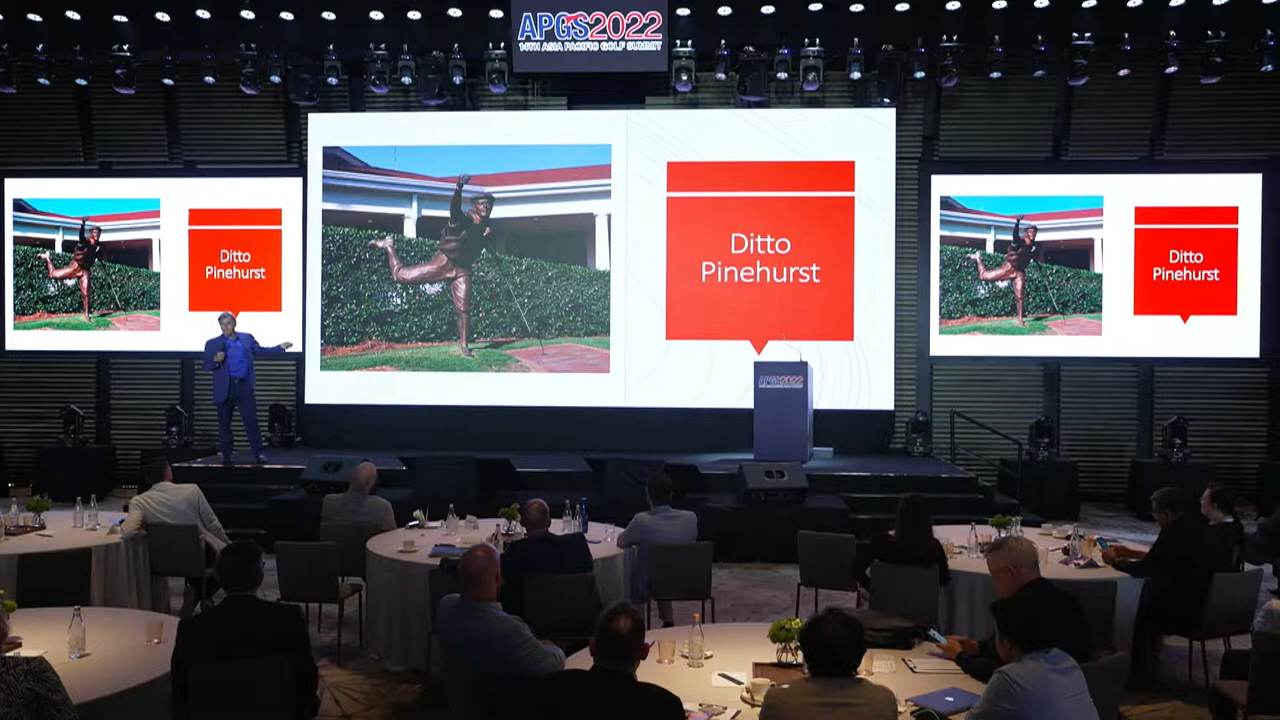 APGS2022
14TH ASIA PACIFIC GOLF SUMMIT
Ditto
Pinehurst
Ditto
Pinehurst
Ditto
Pinehurst
APGS2022